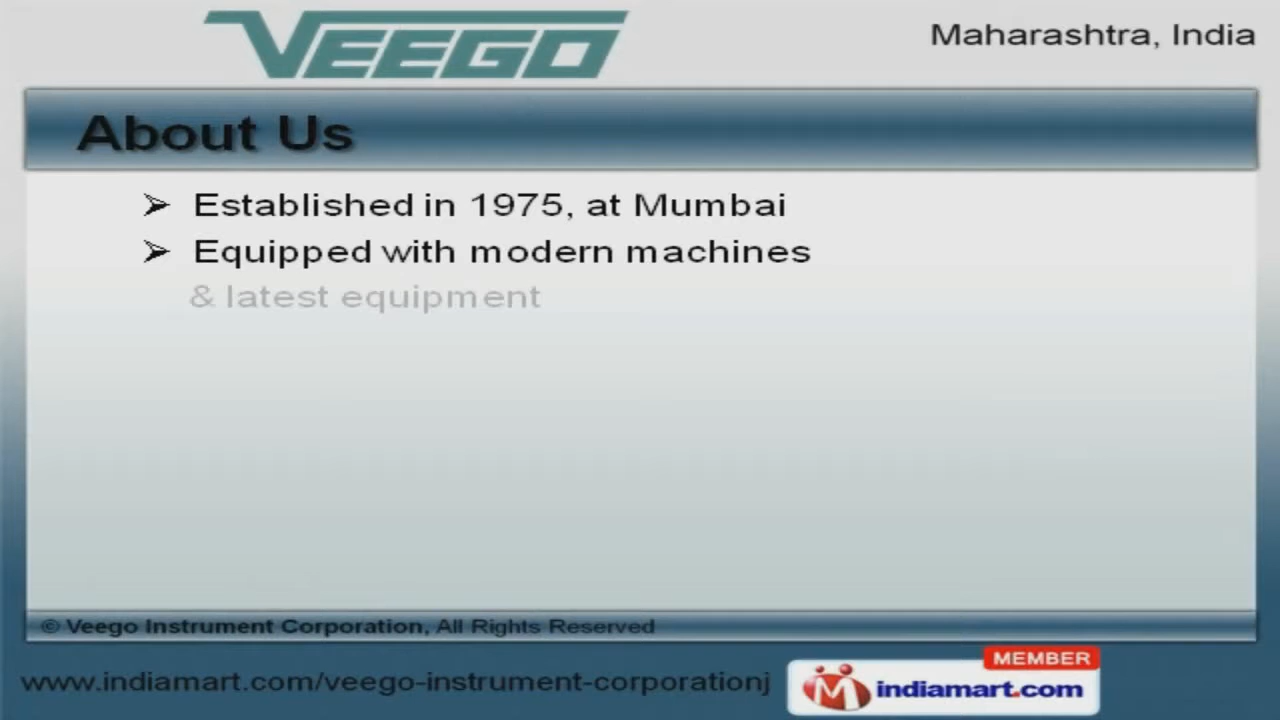 VEEGO
Maharashtra, India
About Us
➢ Established in 1975, at Mumbai
➢ Equipped with modern machines
& latest equipment
© Veego Instrument Corporation, All Rights Reserved
MEMBER
www.indiamart.com/veego-instrument-corporationj
indiamart.com